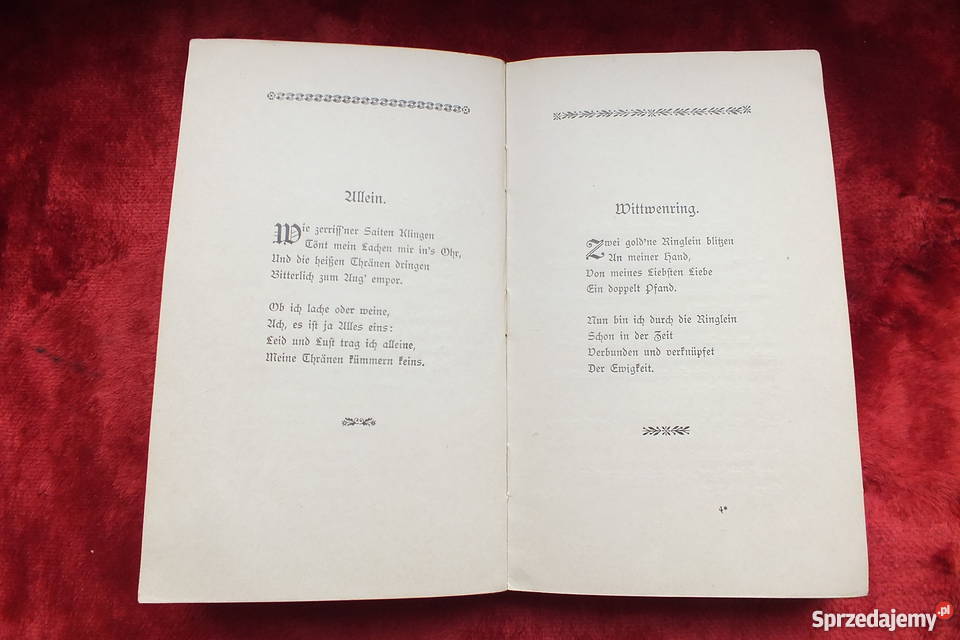 Allein.
Wie zerriss'ner Saiten Klingen
Tönt mein Lachen mir in's Ohr,
Und die heißen Thränen dringen
Bitterlich zum Aug' empor.
Ob ich lache oder weine,
Ach, es ist ja Alles eins:
Leid und Lust trag ich alleine,
Meine Thränen kümmern keins.
Wittwenring.
Zwei gold'ne Ringlein blitzen
An meiner Hand,
Von meines Liebsten Liebe
Ein doppelt Pfand.
Nun bin ich durch die Ringlein
Schon in der Zeit
Verbunden und verknüpfet
Der Ewigkeit.
4*
Sprzedajemy.pl